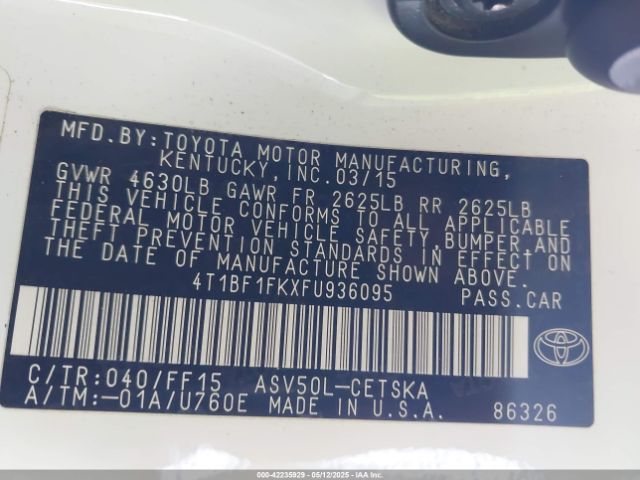 MFD.BY:TOYOTA MOTOR MANUFACTURING,
KENTUCKY,INC.03/15
GVWR 4630LB GAWR FR 2625LB RR 2625LB
THIS VEHICLE CONFORMS TO ALL APPLICABLE
FEDERAL MOTOR VEHICLE SAFETY,BUMPER,AND
THEFT PREVENTION STANDARDS IN EFFECT ON
THE DATE OF MANUFACTURE SHOWN ABOVE.
4T1BF1FKXFU936095 PASS.CAR
C/TR:040/FF15 ASV50L-CETSKA
A/TM:-01A/U760E MADE IN U.S.A. 86326
000-42235929 - 05/12/2025 - IAA Inc.